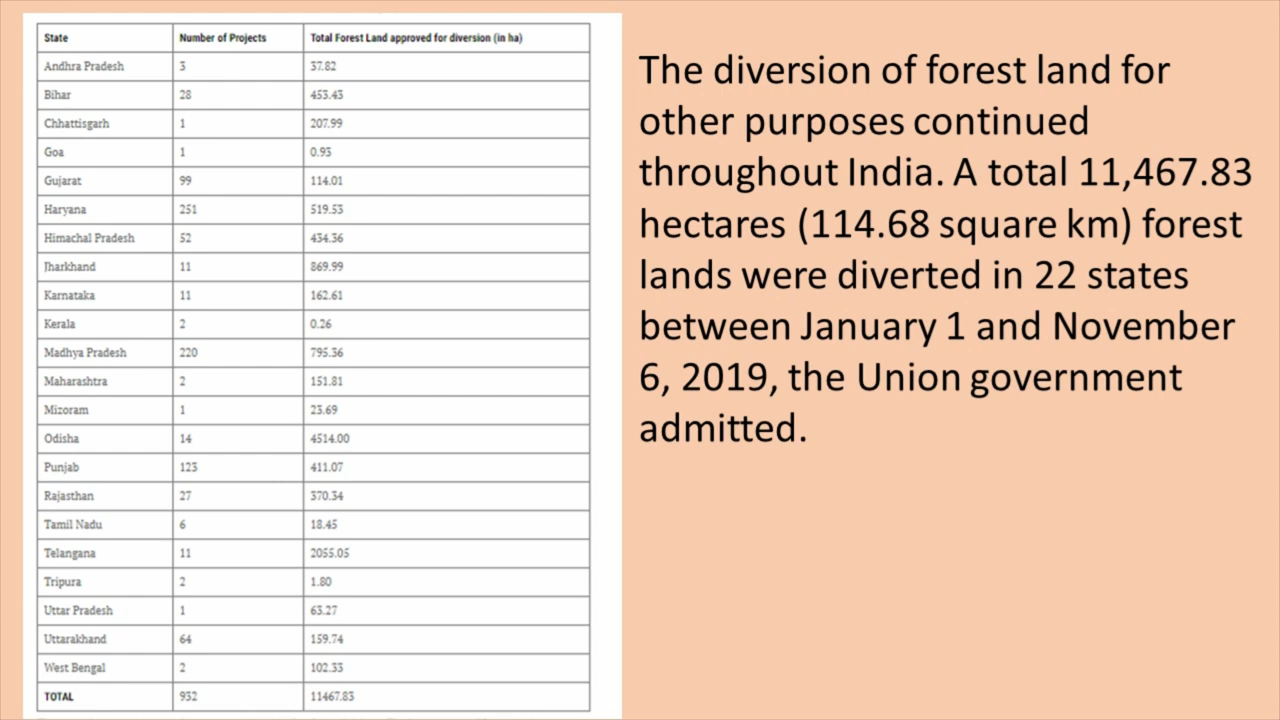 State Number of Projects Total Forest Land approved for diversion (in ha)
Andhra Pradesh 3 37.82
Bihar 28 453.43
Chhattisgarh 1 207.99
Goa 1 0.93
Gujarat 99 114.01
Haryana 251 519.53
Himachal Pradesh 52 434.36
Jharkhand 11 869.99
Karnataka 11 162.61
Kerala 2 0.26
Madhya Pradesh 220 795.36
Maharashtra 2 151.81
Mizoram 1 23.69
Odisha 14 4514.00
Punjab 123 411.07
Rajasthan 27 370.34
Tamil Nadu 6 18.45
Telangana 11 2055.05
Tripura 2 1.80
Uttar Pradesh 1 63.27
Uttarakhand 64 159.74
West Bengal 2 102.33
TOTAL 932 11467.83
The diversion of forest land for
other purposes continued
throughout India. A total 11,467.83
hectares (114.68 square km) forest
lands were diverted in 22 states
between January 1 and November
6, 2019, the Union government
admitted.